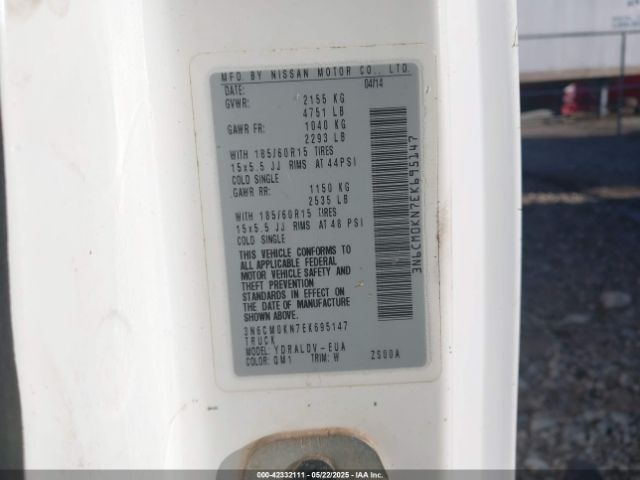 MFD. BY NISSAN MOTOR CO., LTD.
DATE: 04/14
GVWR: 2155 KG
4751 LB
GAWR FR: 1040 KG
2293 LB
WITH 185/60R15 TIRES
15x5.5 JJ RIMS AT 44PSI
COLD SINGLE
GAWR RR: 1150 KG
2535 LB
WITH 185/60R15 TIRES
15x5.5 JJ RIMS AT 48 PSI
COLD SINGLE
THIS VEHICLE CONFORMS TO
ALL APPLICABLE FEDERAL
MOTOR VEHICLE SAFETY AND
THEFT PREVENTION
STANDARDS IN EFFECT ON
THE DATE OF MANUFACTURE
SHOWN ABOVE.
3N6CM0KN7EK695147
TRUCK
MODEL: YDRALDV-EUA
COLOR: QM1 TRIM: W ZS00A
3N6CM0KN7EK695147
000-42332111 - 05/22/2025 - IAAI.COM